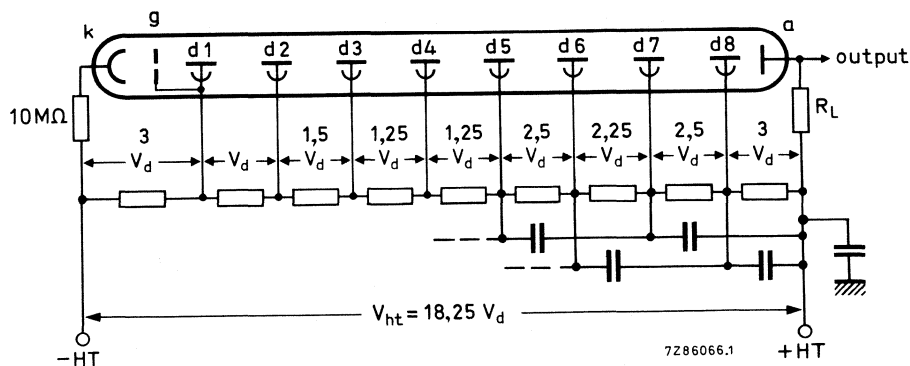 k
g
d1 d2 d3 d4 d5 d6 d7 d8
a
output
10MΩ
R_L
3 V_d
V_d
1,5 V_d
1,25 V_d
1,25 V_d
2,5 V_d
2,25 V_d
2,5 V_d
3 V_d
V_ht = 18,25 V_d
-HT
7Z86066.1
+HT